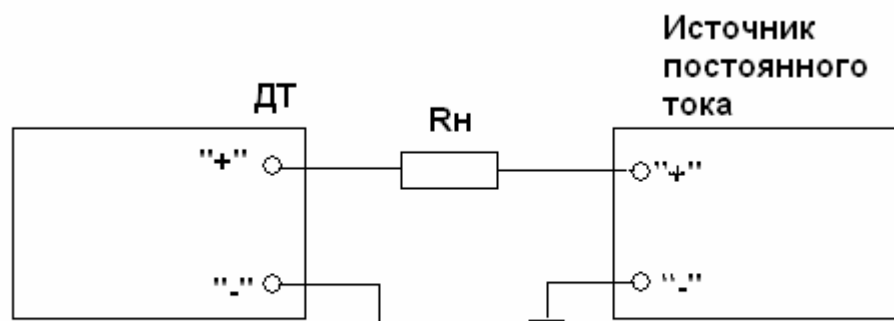 Источник
постоянного
тока
ДТ
Rн
"+"
"+"
"-"
"-"